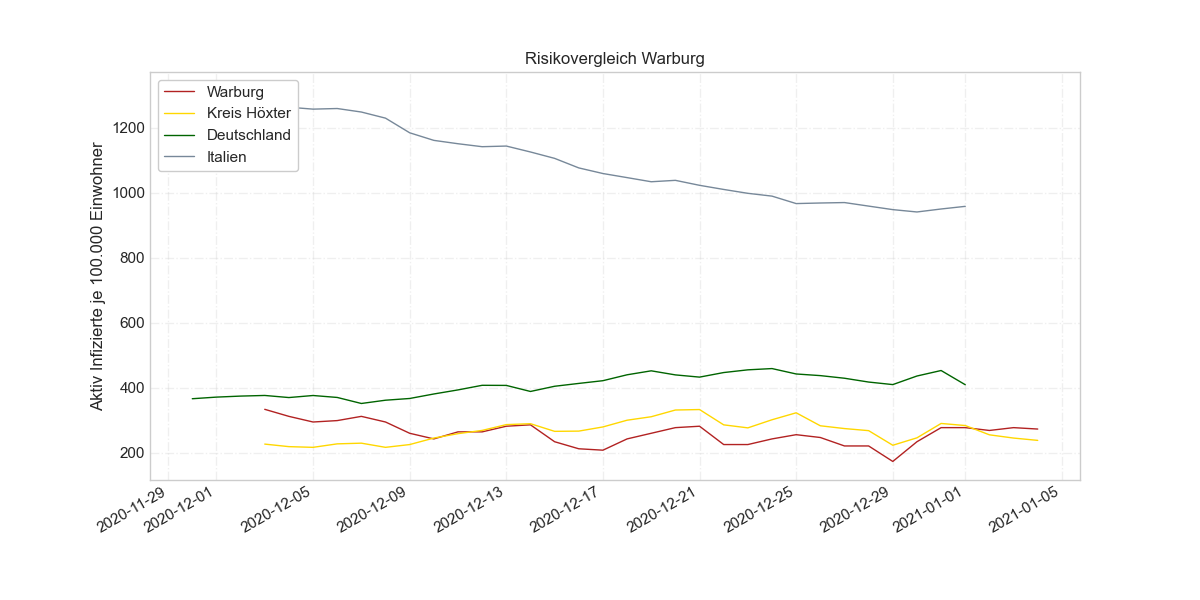 Risikovergleich Warburg
Warburg
Kreis Höxter
Deutschland
Italien
Aktiv Infizierte je 100.000 Einwohner
1200
1000
800
600
400
200
2020-11-29
2020-12-01
2020-12-05
2020-12-09
2020-12-13
2020-12-17
2020-12-21
2020-12-25
2020-12-29
2021-01-01
2021-01-05